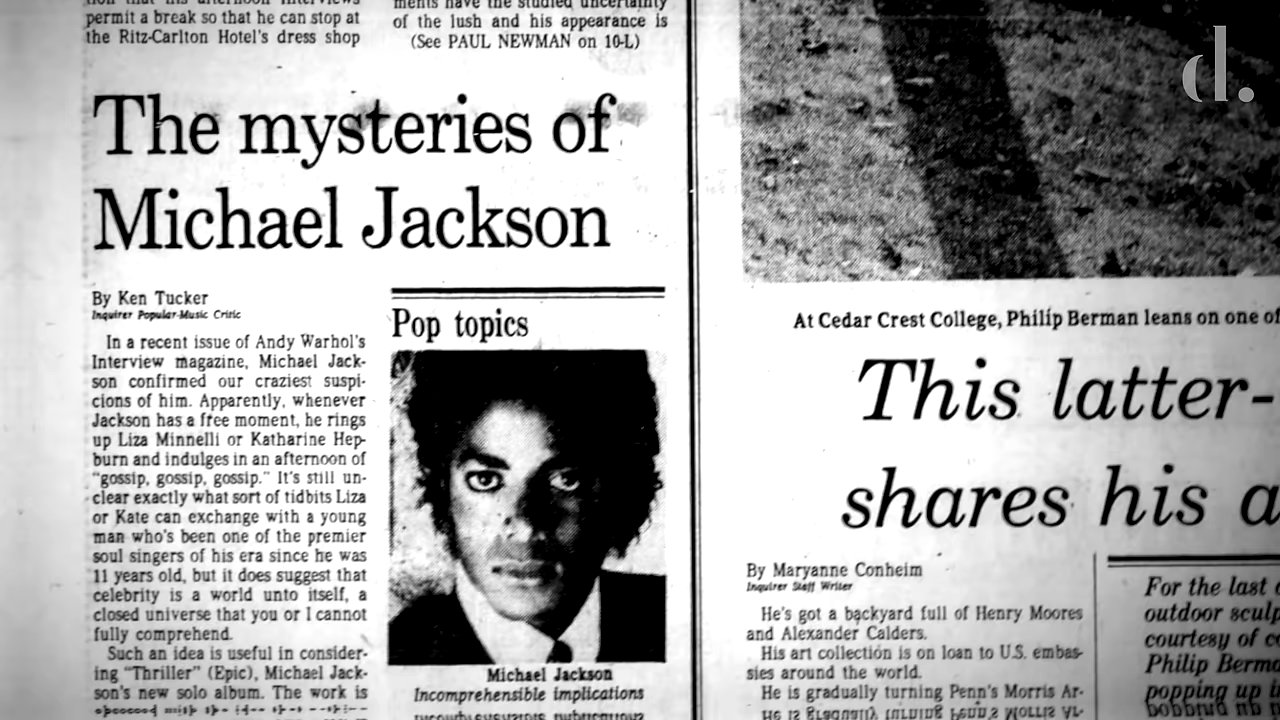 permit a break so that he can stop at
the Ritz-Carlton Hotel's dress shop
ments have the studied uncertainty
of the lush and his appearance is
(See PAUL NEWMAN on 10-L)
d.
The mysteries of
Michael Jackson
By Ken Tucker
Inquirer Popular-Music Critic
In a recent issue of Andy Warhol's
Interview magazine, Michael Jack-
son confirmed our craziest suspi-
cions of him. Apparently, whenever
Jackson has a free moment, he rings
up Liza Minnelli or Katharine Hep-
burn and indulges in an afternoon of
"gossip, gossip, gossip." It's still un-
clear exactly what sort of tidbits Liza
or Kate can exchange with a young
man who's been one of the premier
soul singers of his era since he was
11 years old, but it does suggest that
celebrity is a world unto itself, a
closed universe that you or I cannot
fully comprehend.
Such an idea is useful in consider-
ing "Thriller" (Epic), Michael Jack-
son's new solo album. The work is
Pop topics
Michael Jackson
Incomprehensible implications
At Cedar Crest College, Philip Berman leans on one of
This latter-
shares his a
By Maryanne Conheim
Inquirer Staff Writer
He's got a backyard full of Henry Moores
and Alexander Calders.
His art collection is on loan to U.S. embas-
sies around the world.
He is gradually turning Penn's Morris Ar-
For the last
outdoor sculp
courtesy of co
Philip Berma
popping up i